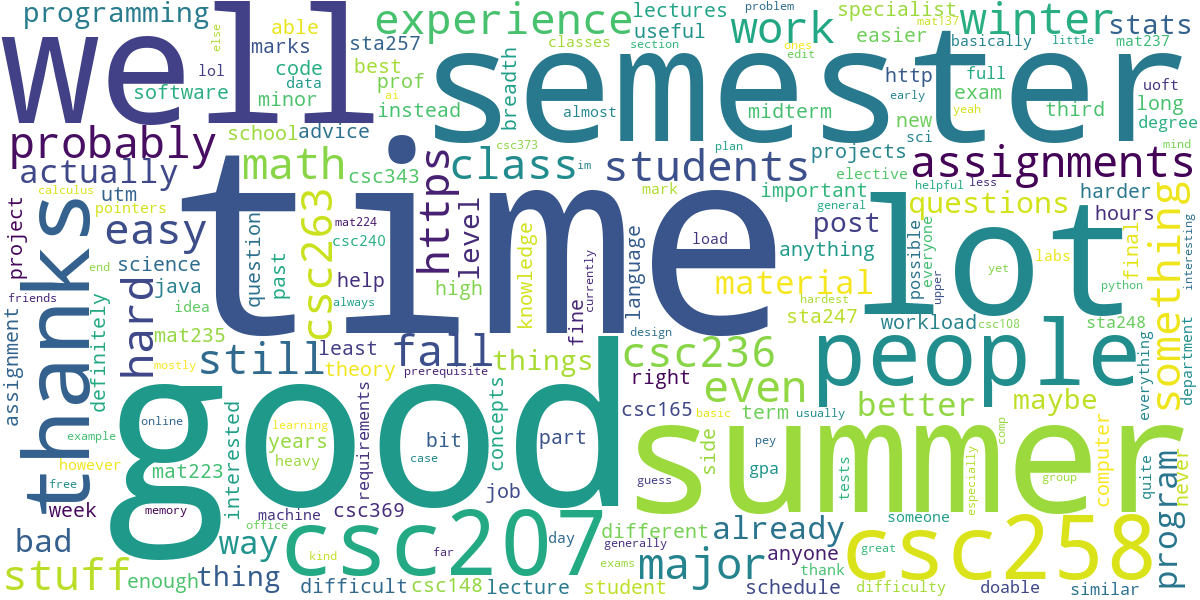 programming
well
else
able
marks
lol
code
data
software
minor
sta257
best
prof
experience
instead
breadth
classes
lectures
useful
section
ones
edit
ai
problem
work
almost
midterm
specialist
easier
mat137
winter
basically
little
stats
mat237
http
early
full
exam
yeah
new
sci
third
uoft
long
degree
semester
probably
school
advice
actually
math
csc343
https
class
csc373
im
students
plan
projects
elective
assignments
helpful
less
mind
calculus
utm
pointers
thanks
project
easy
science
java
idea
question
past
csc263
mat224
csc240
help
always
time
high
level
knowledge
fine
currently
language
load
mark
important
general
post
anything
material
sta247
questions
possible
everyone
upper
lot
yet
labs
python
harder
hours
final
something
interesting
end
friends
definitely
hard
mat235
assignment
mostly
still
least
theory
fall
prerequisite
things
design
csc236
right
workload
csc108
people
sta248
everything
department
example
online
good
learning
years
heavy
requirements
bit
case
concepts
part
csc165
even
basic
term
usually
better
maybe
side
pey
gpa
guess
tests
summer
comp
group
especially
computer
quite
never
however
free
week
memory
mat223
interested
machine
office
csc369
job
bad
way
kind
csc207
far
day
generally
different
already
someone
anyone
great
csc258
program
stuff
enough
thing
difficult
exams
csc148
lecture
student
major
schedule
thank
difficulty
doable
similar